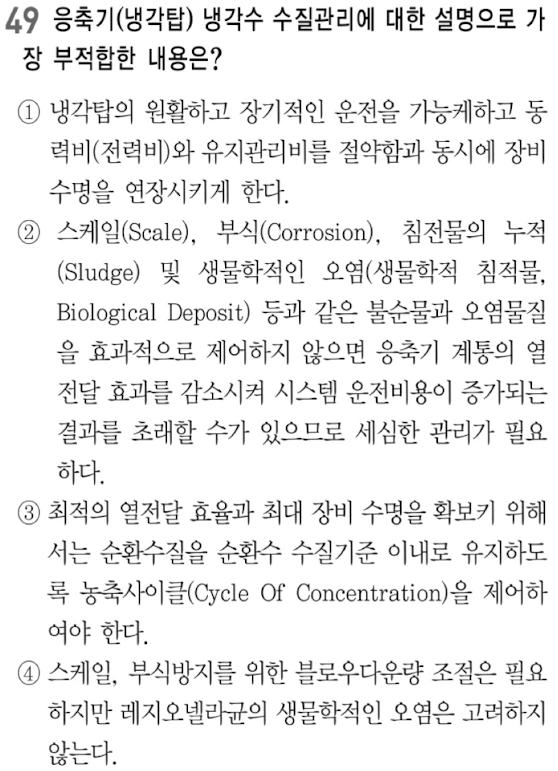 49 응축기(냉각탑) 냉각수 수질관리에 대한 설명으로 가
장 부적합한 내용은?
① 냉각탑의 원활하고 장기적인 운전을 가능케하고 동
력비(전력비)와 유지관리비를 절약함과 동시에 장비
수명을 연장시키게 한다.
② 스케일(Scale), 부식(Corrosion), 침전물의 누적
(Sludge) 및 생물학적인 오염(생물학적 침적물,
Biological Deposit) 등과 같은 불순물과 오염물질
을 효과적으로 제어하지 않으면 응축기 계통의 열
전달 효과를 감소시켜 시스템 운전비용이 증가되는
결과를 초래할 수가 있으므로 세심한 관리가 필요
하다.
③ 최적의 열전달 효율과 최대 장비 수명을 확보키 위해
서는 순환수질을 순환수 수질기준 이내로 유지하도
록 농축사이클(Cycle Of Concentration)을 제어하
여야 한다.
④ 스케일, 부식방지를 위한 블로우다운량 조절은 필요
하지만 레지오넬라균의 생물학적인 오염은 고려하지
않는다.